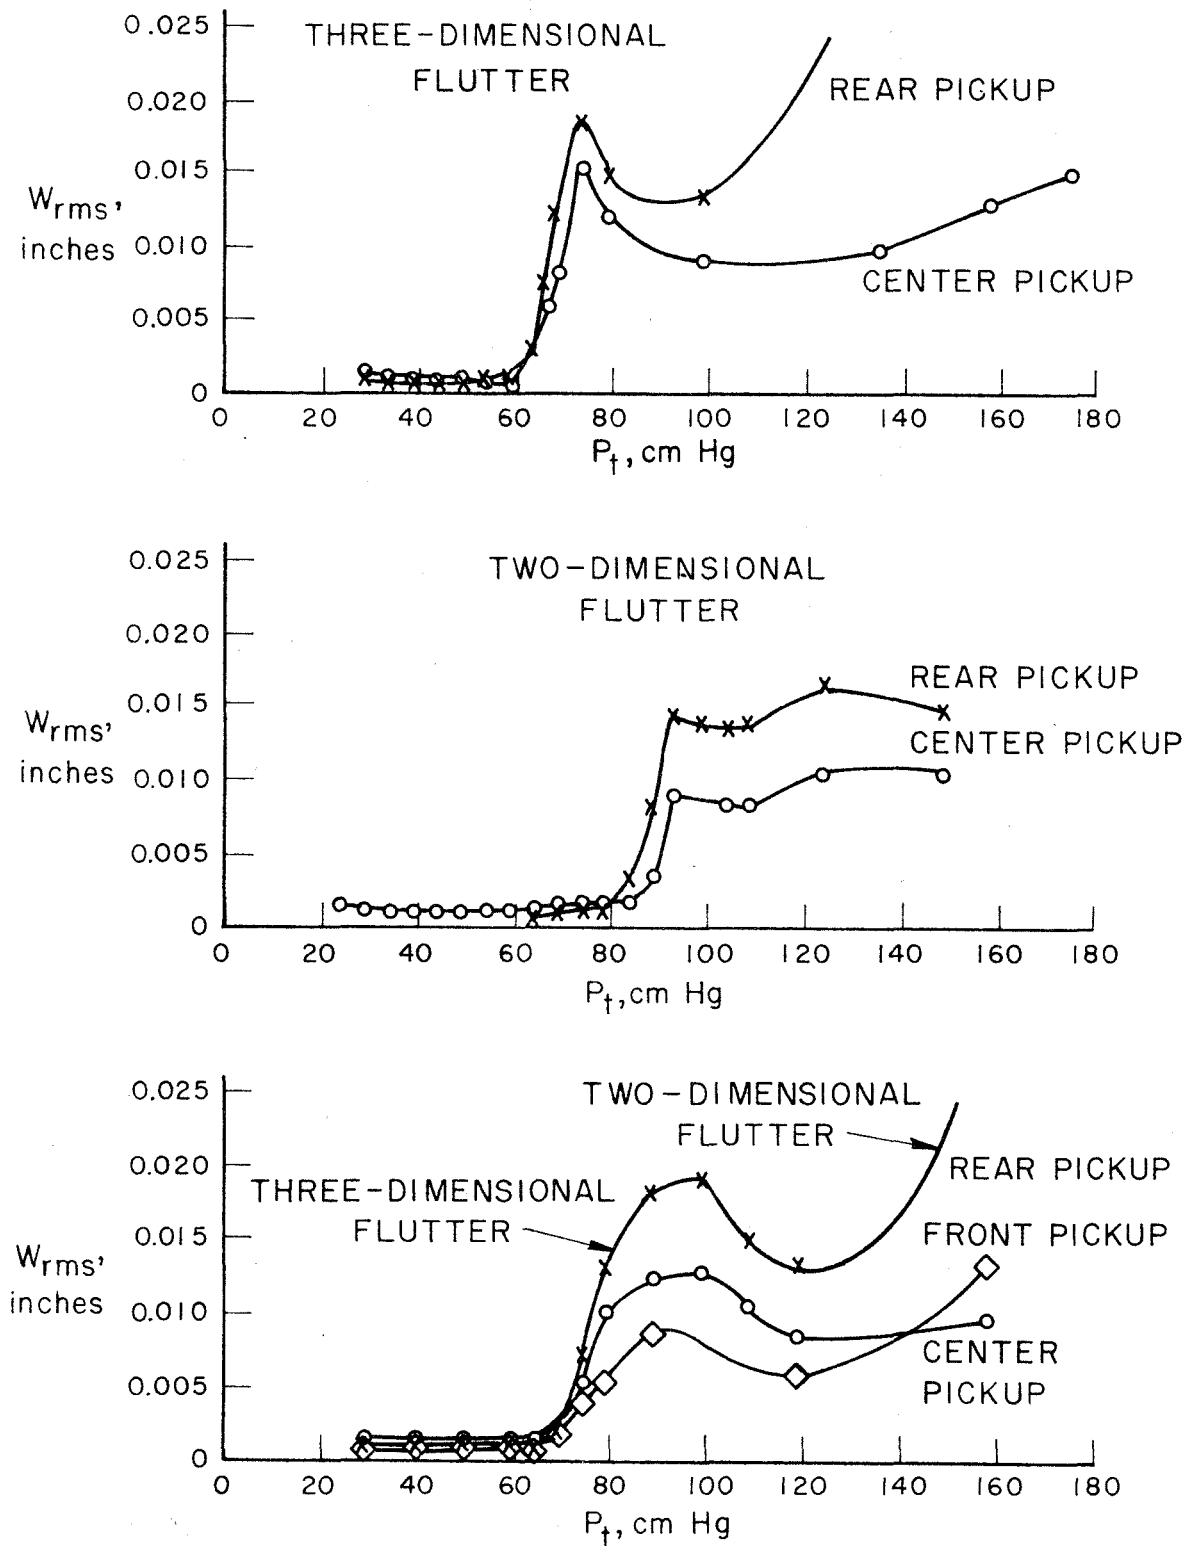 0.025
THREE-DIMENSIONAL
FLUTTER
0.020
REAR PICKUP
0.015
Wrms,
inches
0.010
CENTER PICKUP
0.005
0
0 20 40 60 80 100 120 140 160 180
Pt, cm Hg
0.025
TWO-DIMENSIONAL
FLUTTER
0.020
REAR PICKUP
0.015
Wrms,
inches
CENTER PICKUP
0.010
0.005
0
0 20 40 60 80 100 120 140 160 180
Pt, cm Hg
0.025
TWO-DIMENSIONAL
FLUTTER
0.020
REAR PICKUP
THREE-DIMENSIONAL
FLUTTER
FRONT PICKUP
0.015
Wrms,
inches
0.010
CENTER
PICKUP
0.005
0
0 20 40 60 80 100 120 140 160 180
Pt, cm Hg